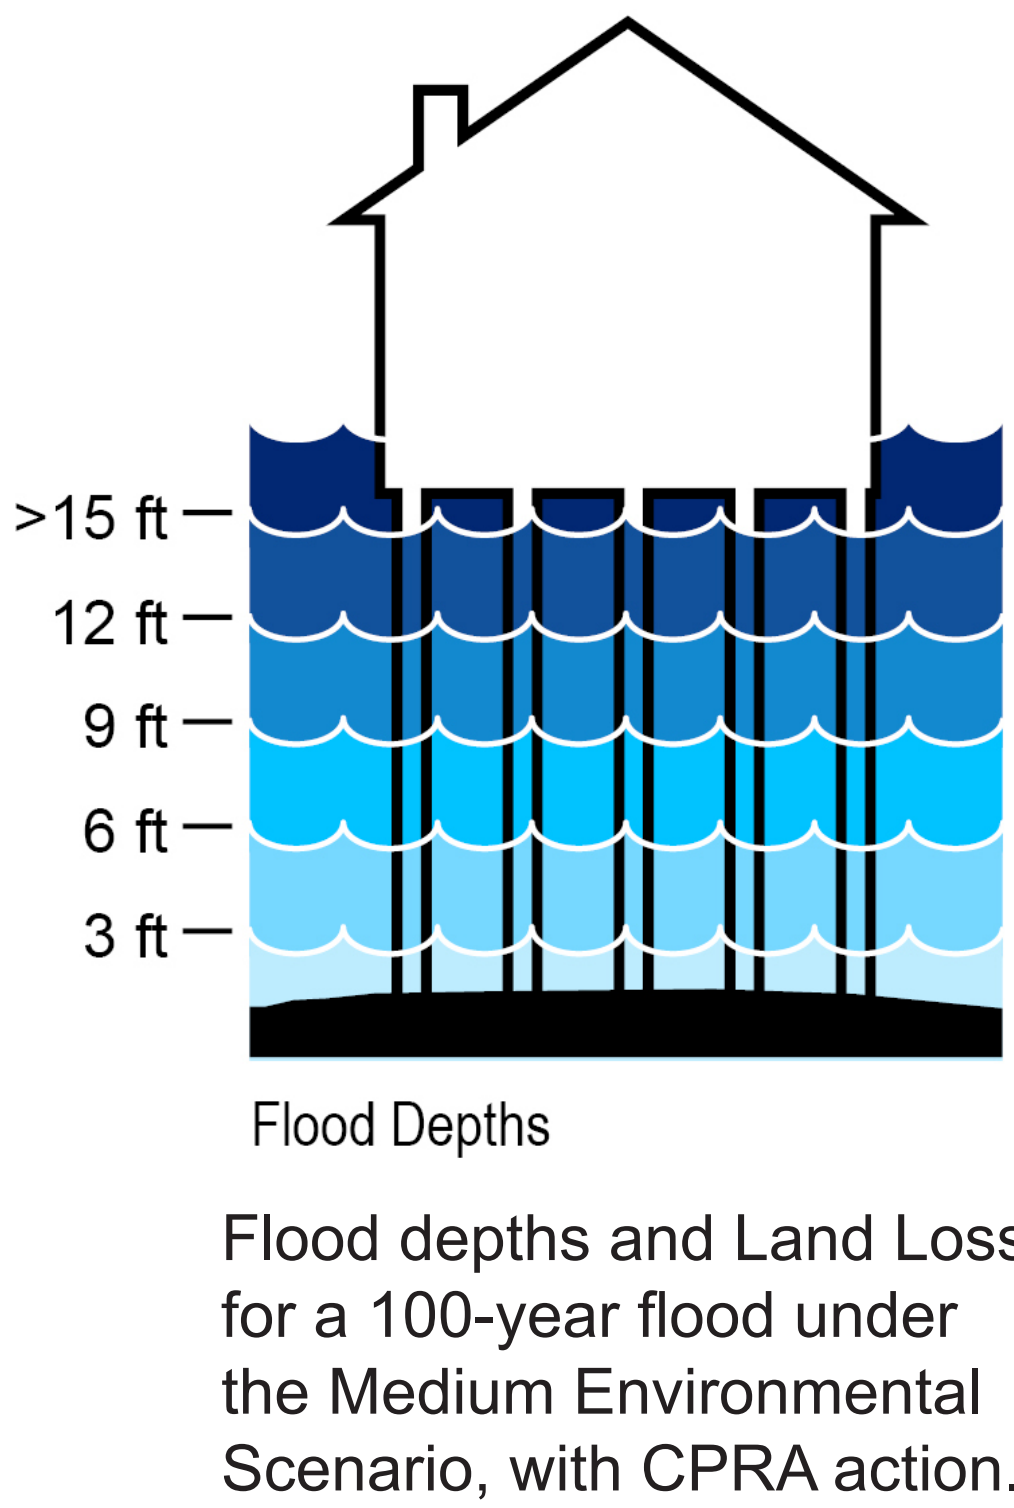 >15 ft
12 ft
9 ft
6 ft
3 ft
Flood Depths
Flood depths and Land Loss
for a 100-year flood under
the Medium Environmental
Scenario, with CPRA action.